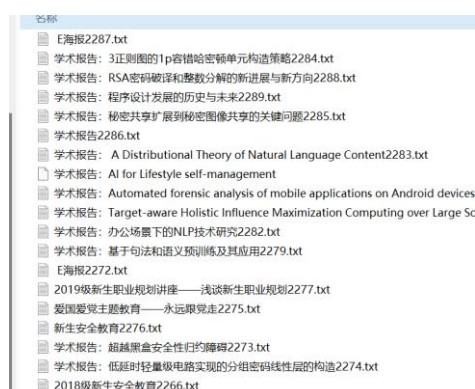 名称
E海报2287.txt
学术报告：3正则图的1p容错哈密顿单元构造策略2284.txt
学术报告：RSA密码破译和整数分解的新进展与新方向2288.txt
学术报告：程序设计发展的历史与未来2289.txt
学术报告：秘密共享扩展到秘密图像共享的关键问题2285.txt
学术报告2286.txt
学术报告： A Distributional Theory of Natural Language Content2283.txt
学术报告：AI for Lifestyle self-management
学术报告：Automated forensic analysis of mobile applications on Android devices
学术报告：Target-aware Holistic Influence Maximization Computing over Large Sc
学术报告：办公场景下的NLP技术研究2282.txt
学术报告：基于句法和语义预训练及其应用2279.txt
E海报2272.txt
2019级新生职业规划讲座——浅谈新生职业规划2277.txt
爱国爱党主题教育——永远跟党走2275.txt
新生安全教育2276.txt
学术报告：超越黑盒安全性归约障碍2273.txt
学术报告：低延时轻量级电路实现的分组密码线性层的构造2274.txt
2018级新生安全教育2266.txt